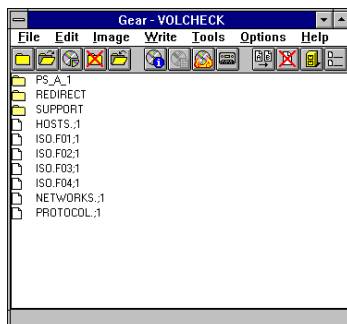 Gear - VOLCHECK
File Edit Image Write Tools Options Help
PS_A_1
REDIRECT
SUPPORT
HOSTS.;1
ISO.F01;1
ISO.F02;1
ISO.F03;1
ISO.F04;1
NETWORKS.;1
PROTOCOL.;1